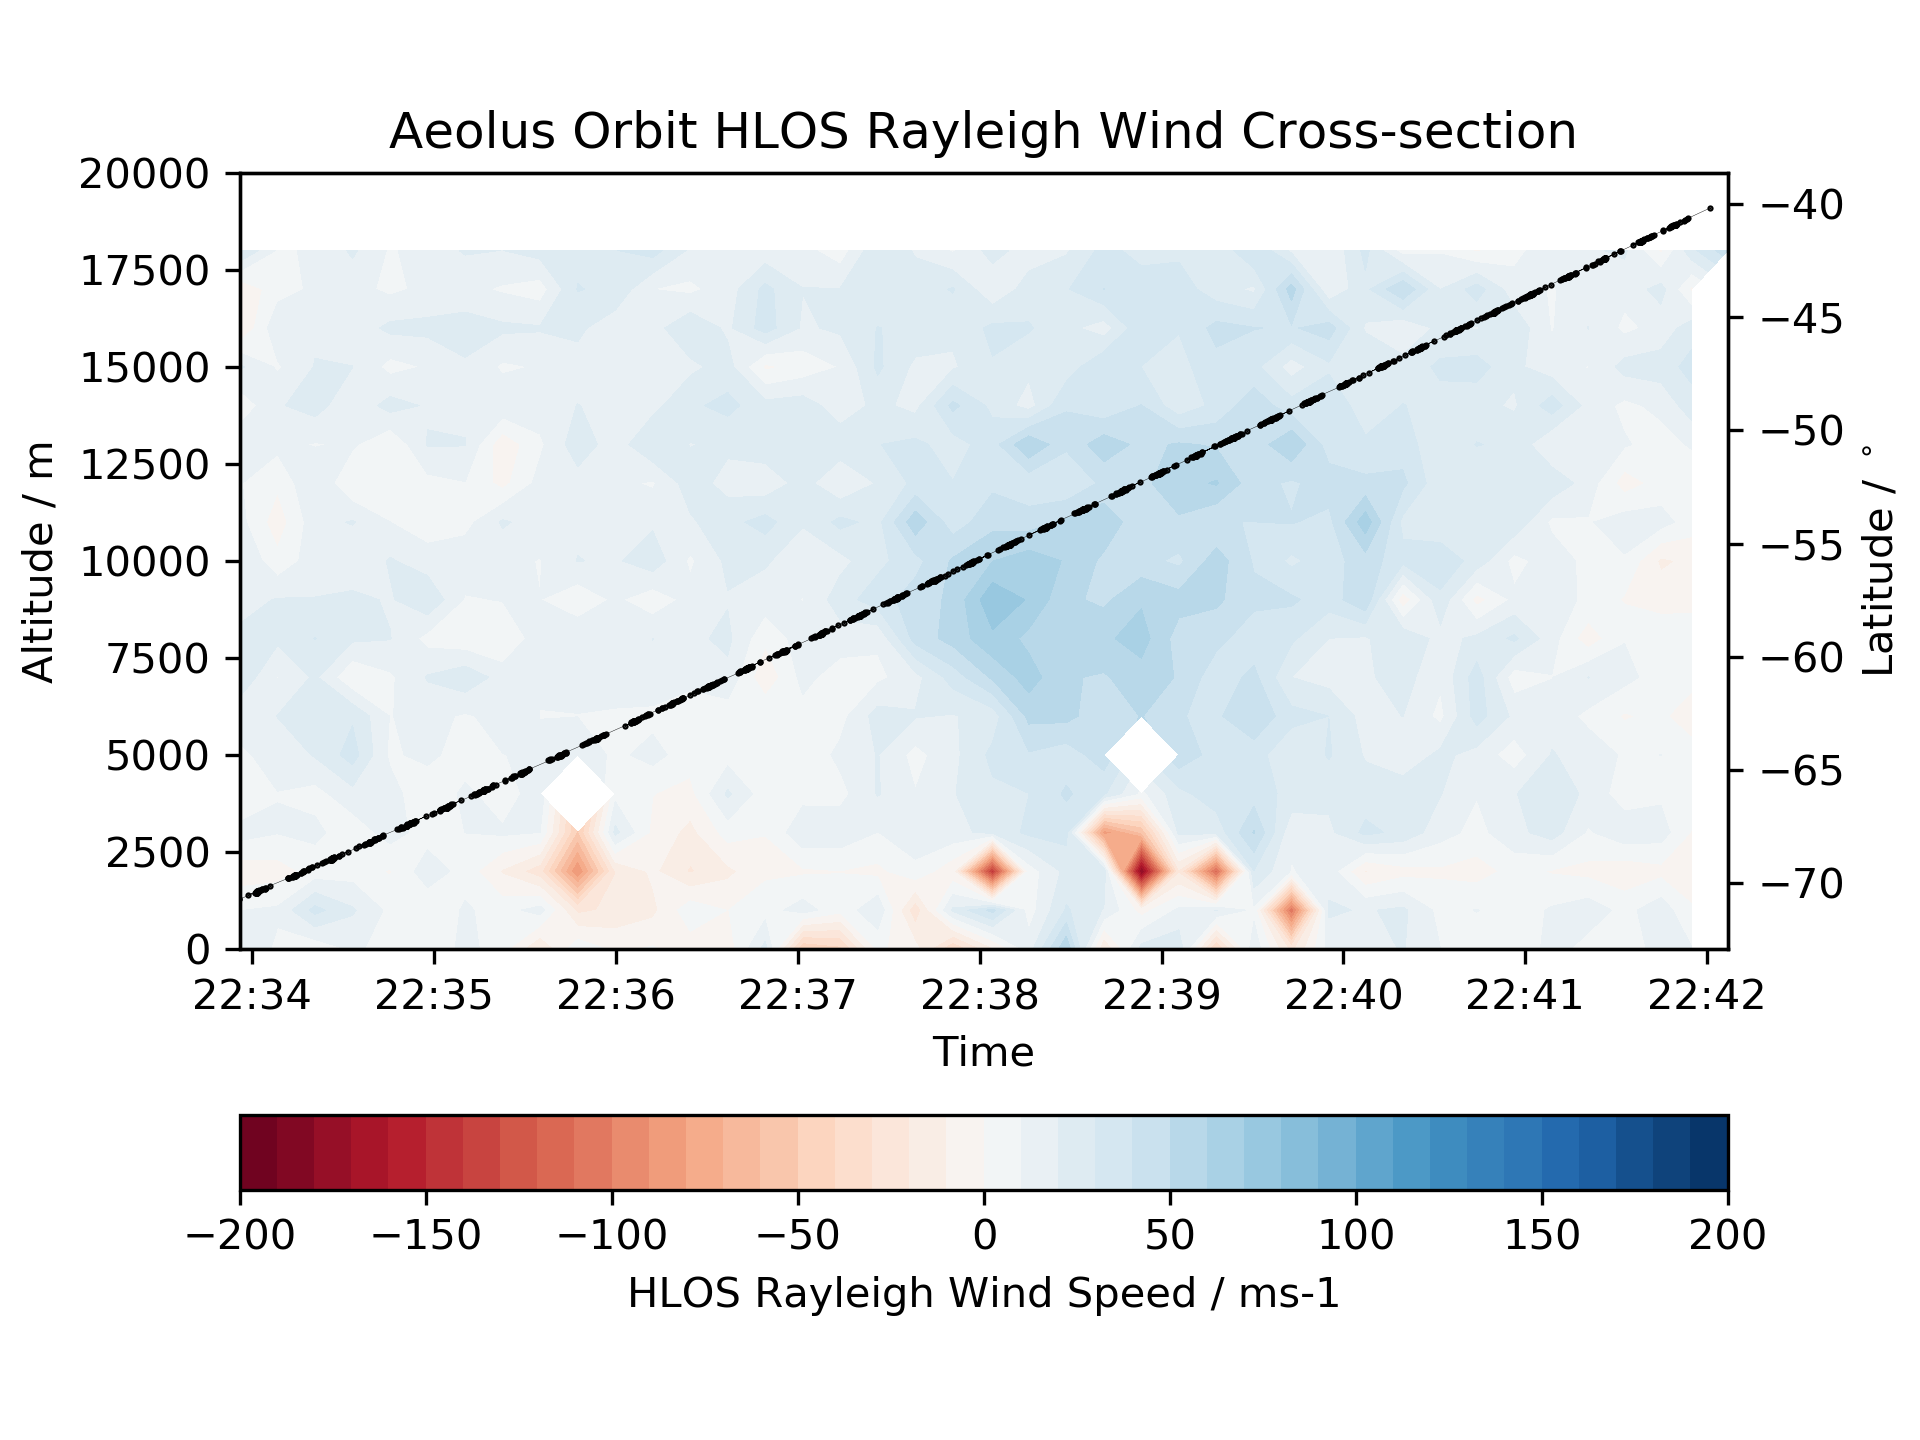 Aeolus Orbit HLOS Rayleigh Wind Cross-section
20000
17500
15000
12500
10000
7500
5000
2500
0
Altitude / m
−40
−45
−50
−55
−60
−65
−70
Latitude / °
22:34 22:35 22:36 22:37 22:38 22:39 22:40 22:41 22:42
Time
−200 −150 −100 −50 0 50 100 150 200
HLOS Rayleigh Wind Speed / ms-1